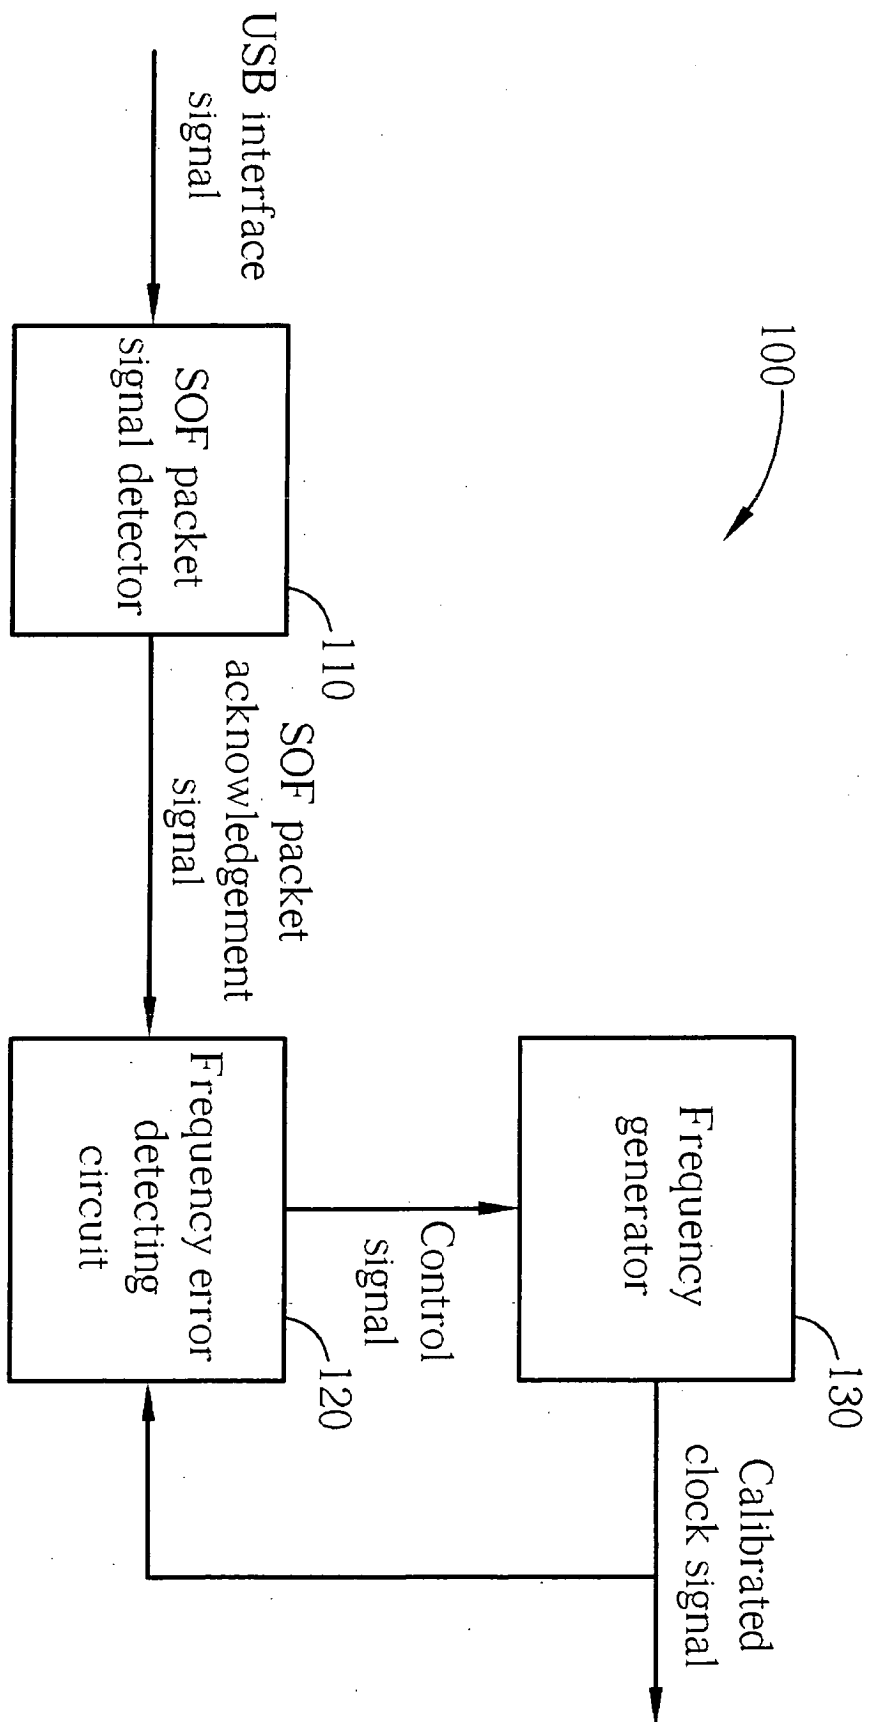 100
130
Frequency
generator
Calibrated
clock signal
Control
signal
USB interface
signal
110
SOF packet
signal detector
SOF packet
acknowledgement
signal
120
Frequency error
detecting
circuit